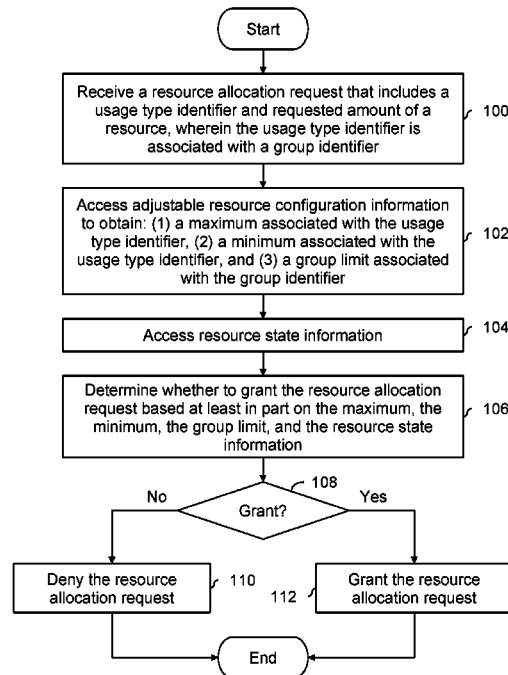 Start
Receive a resource allocation request that includes a
usage type identifier and requested amount of a
resource, wherein the usage type identifier is
associated with a group identifier
100
Access adjustable resource configuration information
to obtain: (1) a maximum associated with the usage
type identifier, (2) a minimum associated with the
usage type identifier, and (3) a group limit associated
with the group identifier
102
Access resource state information
104
Determine whether to grant the resource allocation
request based at least in part on the maximum, the
minimum, the group limit, and the resource state
information
106
108
No
Grant?
Yes
Deny the resource
allocation request
110
112
Grant the resource
allocation request
End